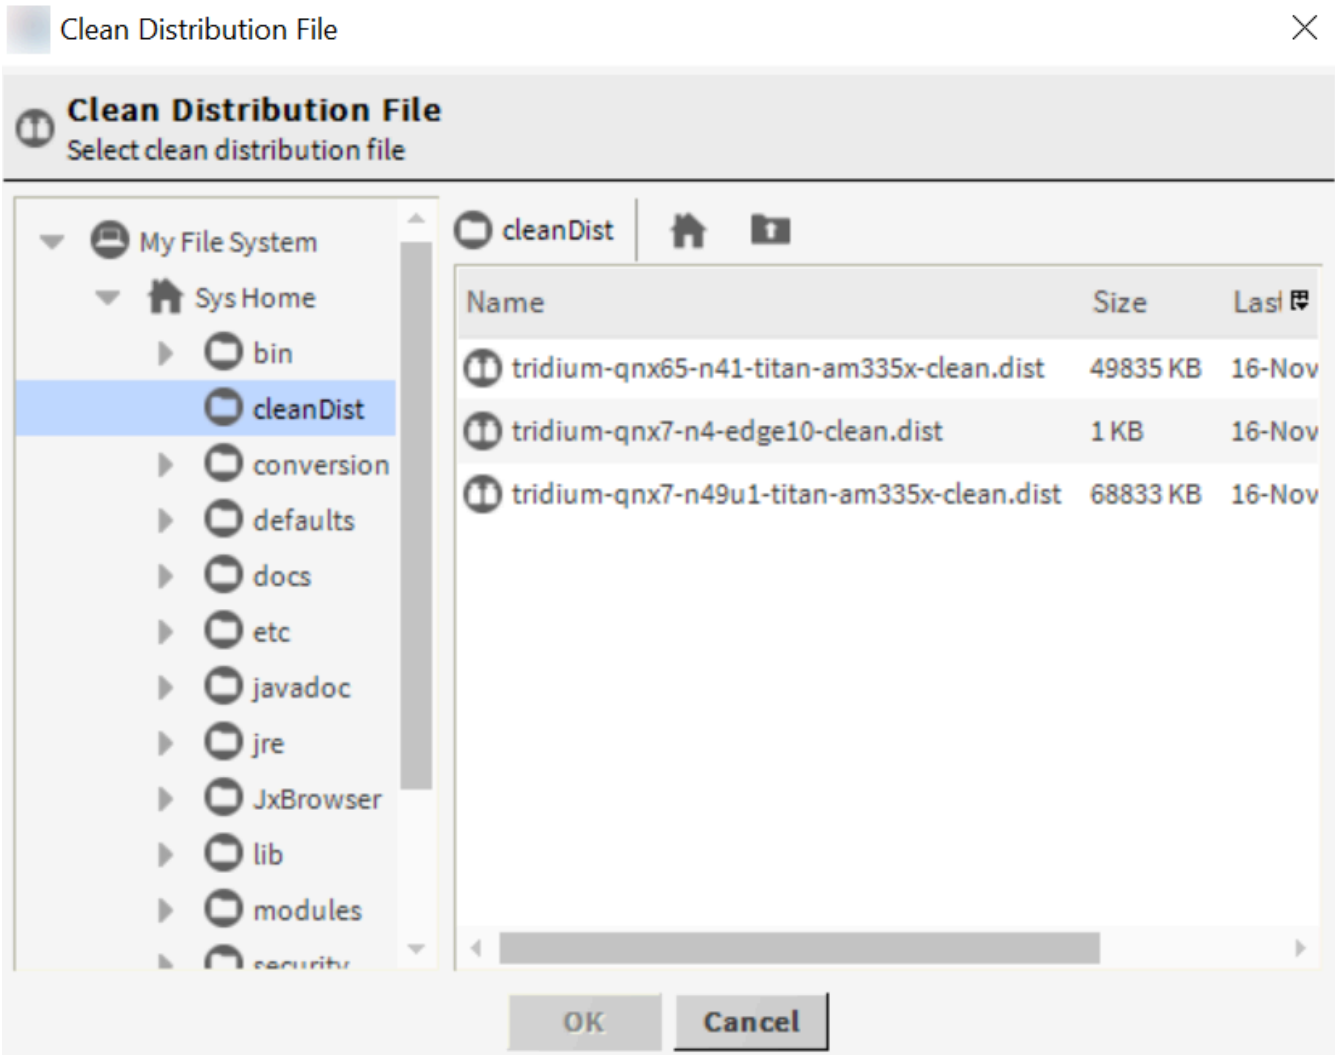 Clean Distribution File
Clean Distribution File
Select clean distribution file
My File System
Sys Home
bin
cleanDist
conversion
defaults
docs
etc
javadoc
jre
JxBrowser
lib
modules
security
cleanDist
Name Size Last
tridium-qnx65-n41-titan-am335x-clean.dist 49835 KB 16-Nov
tridium-qnx7-n4-edge10-clean.dist 1 KB 16-Nov
tridium-qnx7-n49u1-titan-am335x-clean.dist 68833 KB 16-Nov
OK Cancel